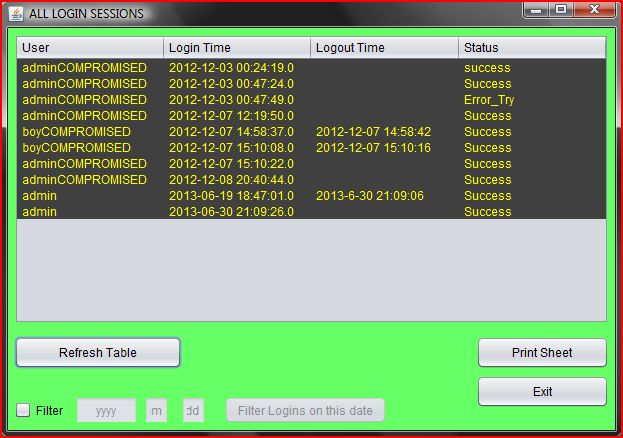 ALL LOGIN SESSIONS
User Login Time Logout Time Status
adminCOMPROMISED 2012-12-03 00:24:19.0 success
adminCOMPROMISED 2012-12-03 00:47:24.0 Success
adminCOMPROMISED 2012-12-03 00:47:49.0 Error_Try
adminCOMPROMISED 2012-12-07 12:19:50.0 Success
boyCOMPROMISED 2012-12-07 14:58:37.0 2012-12-07 14:58:42 Success
boyCOMPROMISED 2012-12-07 15:10:08.0 2012-12-07 15:10:16 Success
adminCOMPROMISED 2012-12-07 15:10:22.0 Success
adminCOMPROMISED 2012-12-08 20:40:44.0 Success
admin 2013-06-19 18:47:01.0 2013-6-30 21:09:06 Success
admin 2013-06-30 21:09:26.0 Success
Refresh Table Print Sheet
Exit
Filter yyyy m dd Filter Logins on this date